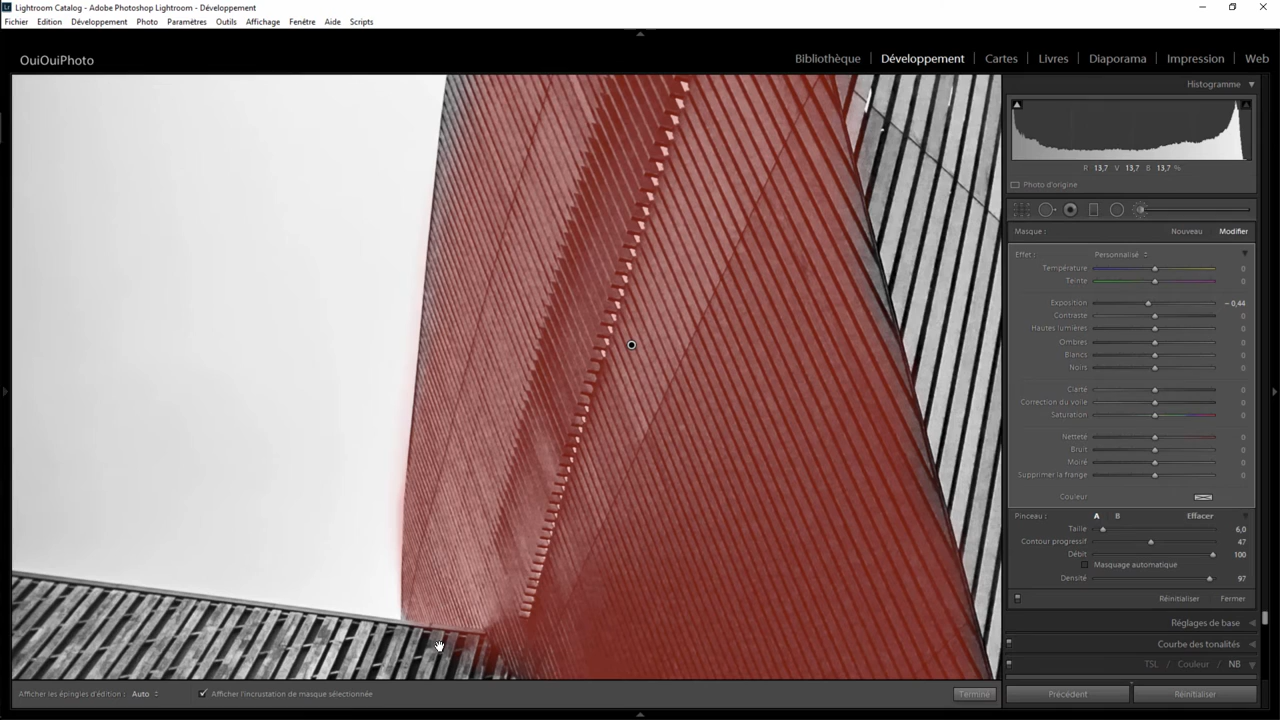 Lightroom Catalog - Adobe Photoshop Lightroom - Développement
Fichier Edition Développement Photo Paramètres Outils Affichage Fenêtre Aide Scripts
OuiOuiPhoto
Bibliothèque Développement Cartes Livres Diaporama Impression Web
Histogramme
R 13,7 V 13,7 B 13,7 %
Photo d'origine
Masque : Nouveau Modifier
Effet : Personnalisé
Température 0
Teinte 0
Exposition – 0,44
Contraste 0
Hautes lumières 0
Ombres 0
Blancs 0
Noirs 0
Clarté 0
Correction du voile 0
Saturation 0
Netteté 0
Bruit 0
Moiré 0
Supprimer la frange 0
Couleur
Pinceau : A B Effacer
Taille 6,0
Contour progressif 47
Débit 100
Masquage automatique
Densité 97
Réinitialiser Fermer
Réglages de base
Courbe des tonalités
TSL / Couleur / NB
Afficher les épingles d'édition : Auto Afficher l'incrustation de masque sélectionnée Terminé
Précédent Réinitialiser